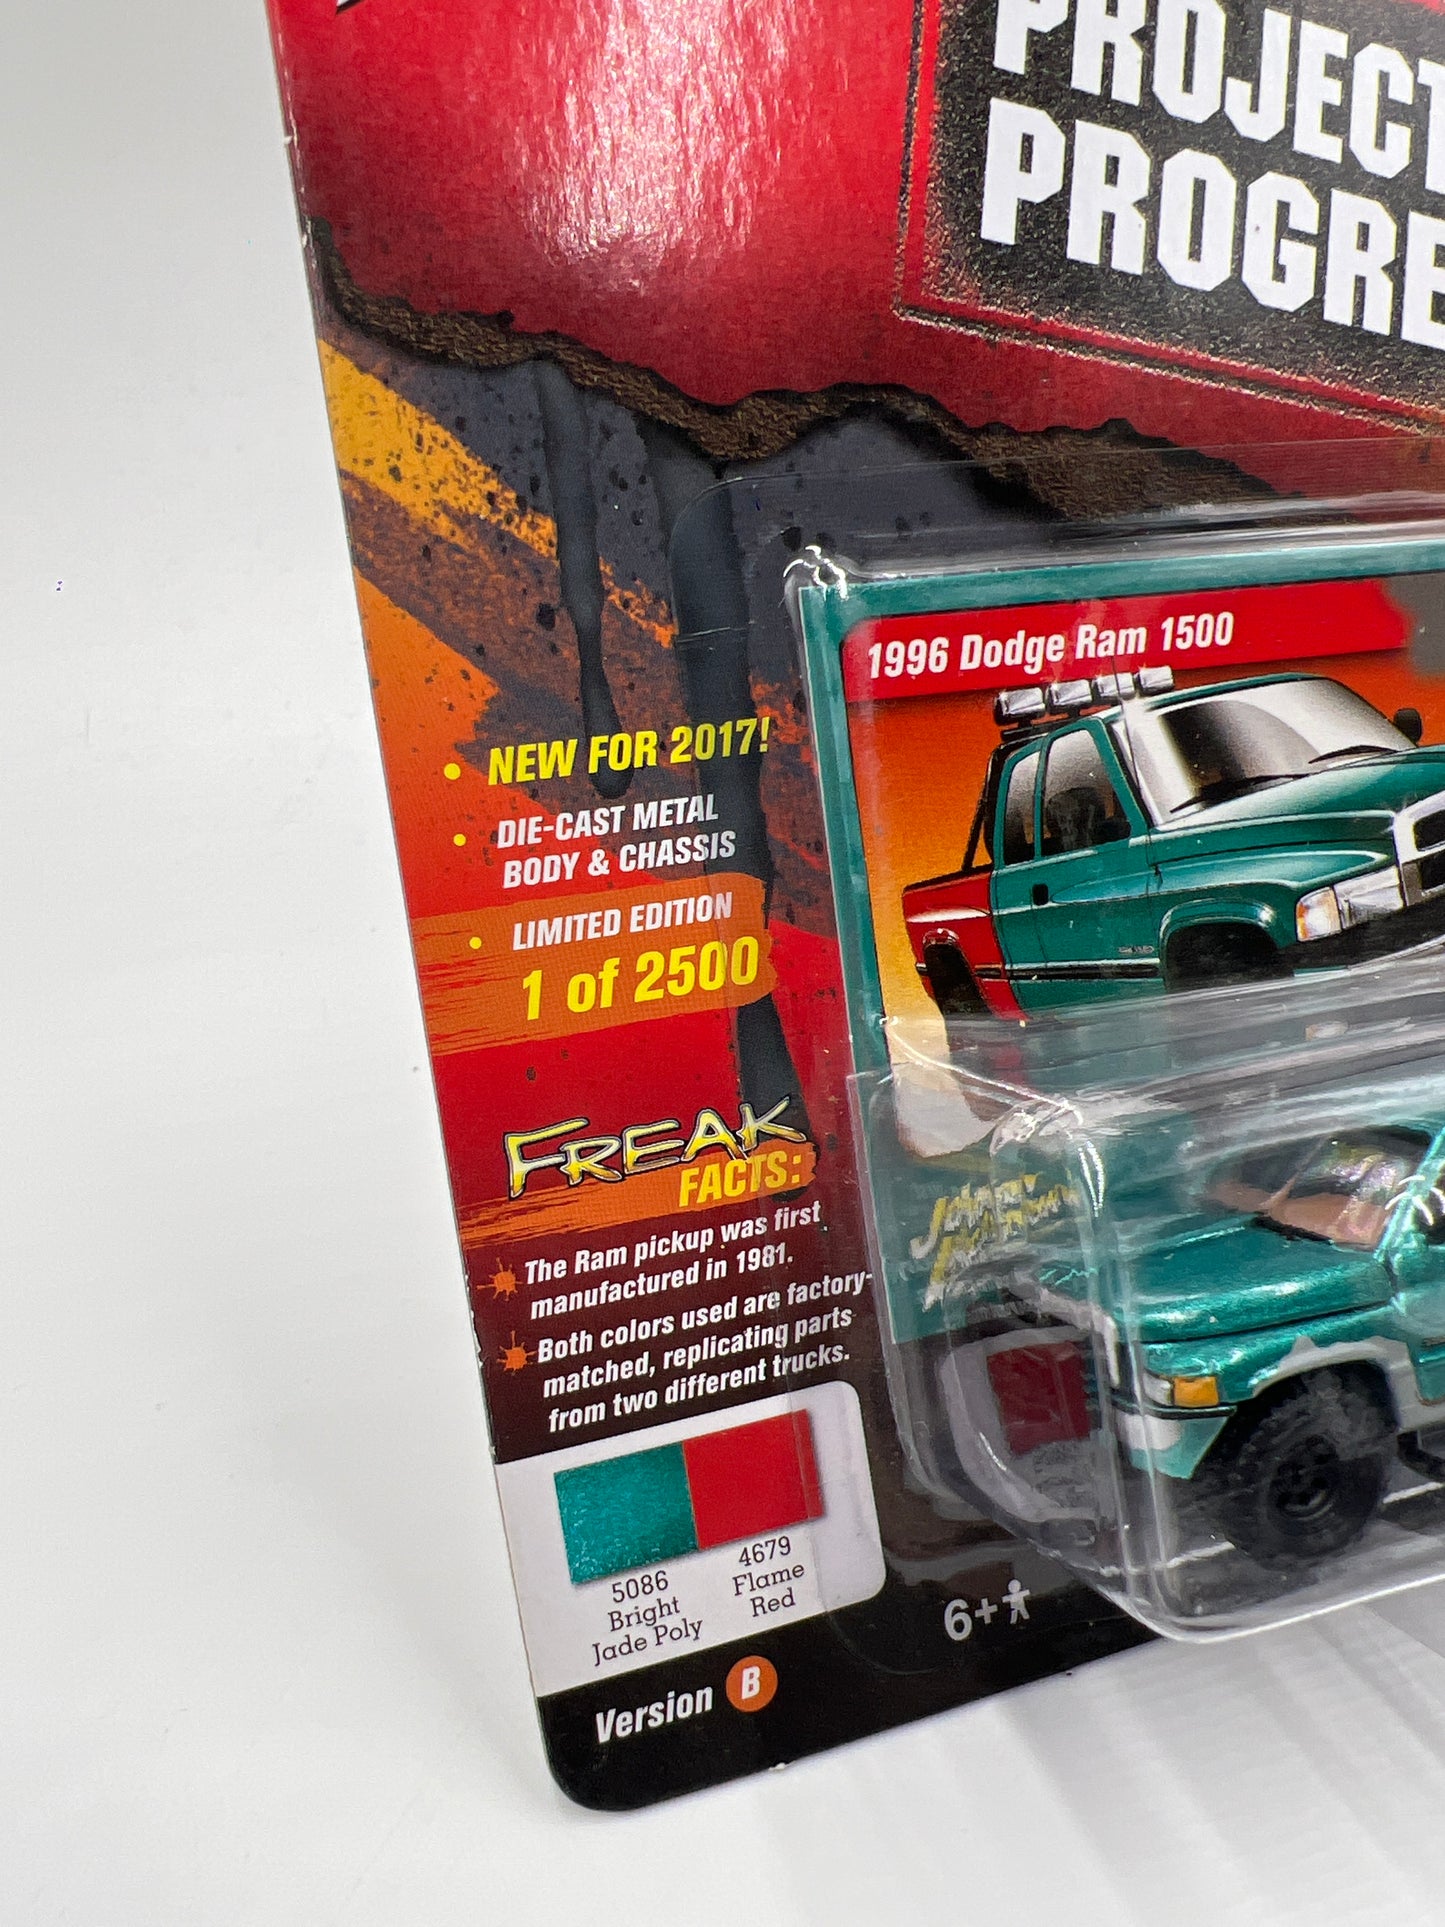 PROJECT
PROGRE
1996 Dodge Ram 1500
• NEW FOR 2017!
• DIE-CAST METAL
BODY & CHASSIS
• LIMITED EDITION
1 of 2500
FREAK
FACTS:
The Ram pickup was first
manufactured in 1981.
Both colors used are factory-
matched, replicating parts
from two different trucks.
5086
Bright
Jade Poly
4679
Flame
Red
6+
Version B
Johnny
Lightning